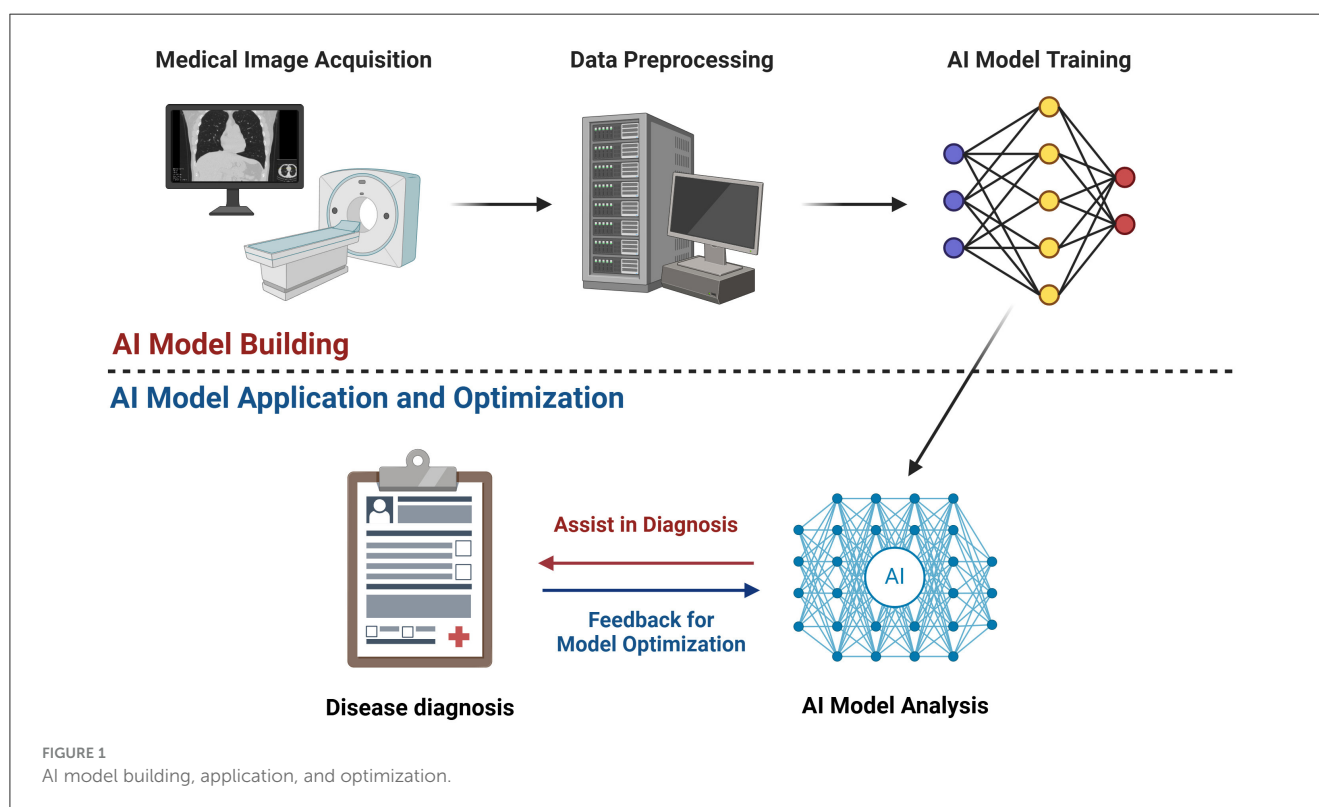 Medical Image Acquisition
Data Preprocessing
AI Model Training
AI Model Building
AI Model Application and Optimization
Assist in Diagnosis
AI
Feedback for
Model Optimization
Disease diagnosis
AI Model Analysis
FIGURE 1
AI model building, application, and optimization.